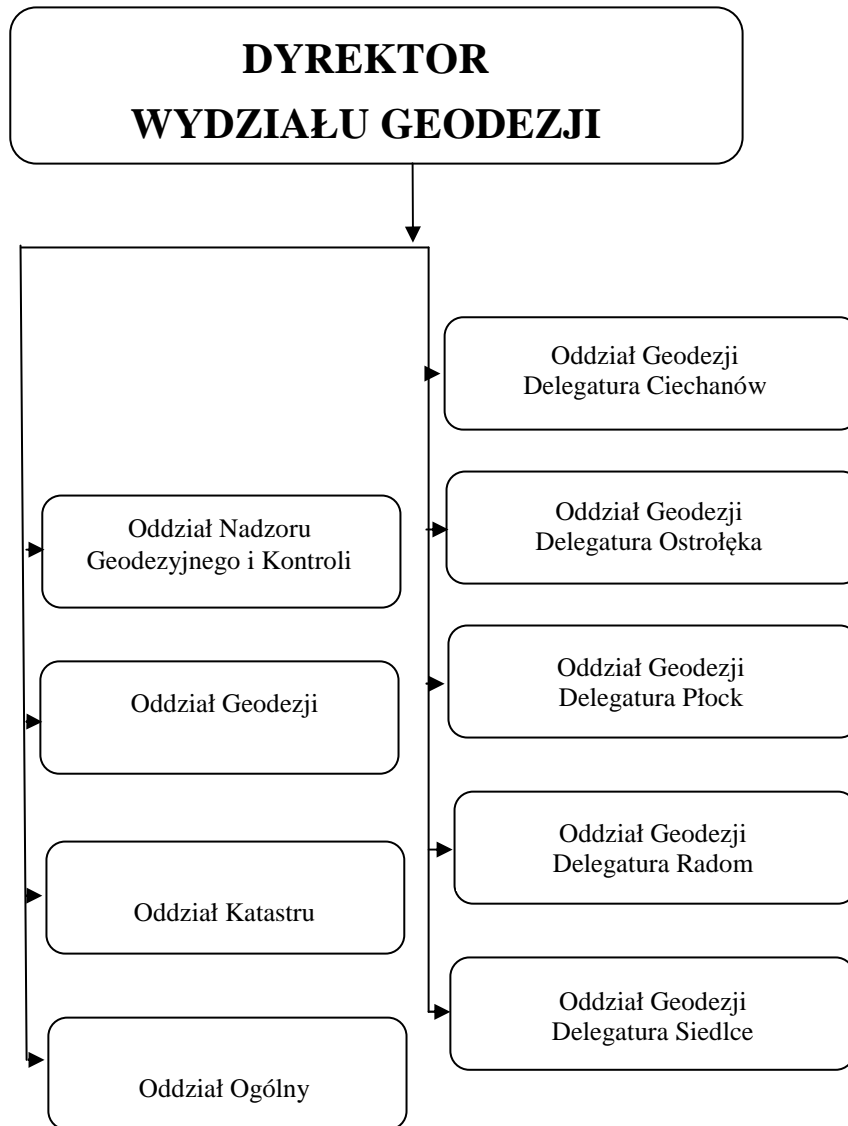 DYREKTOR
WYDZIAŁU GEODEZJI
Oddział Nadzoru
Geodezyjnego i Kontroli
Oddział Geodezji
Oddział Katastru
Oddział Ogólny
Oddział Geodezji
Delegatura Ciechanów
Oddział Geodezji
Delegatura Ostrołęka
Oddział Geodezji
Delegatura Płock
Oddział Geodezji
Delegatura Radom
Oddział Geodezji
Delegatura Siedlce